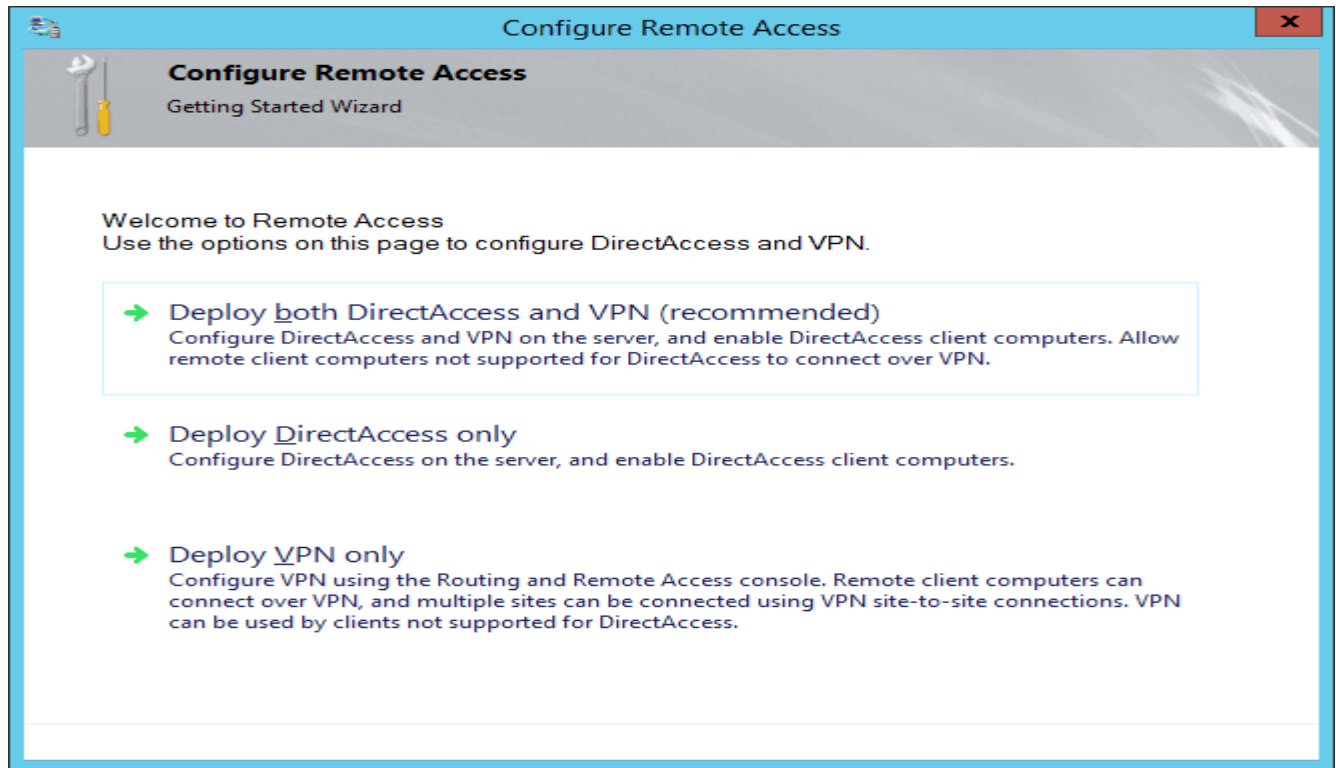 Configure Remote Access
x
Configure Remote Access
Getting Started Wizard
Welcome to Remote Access
Use the options on this page to configure DirectAccess and VPN.
Deploy both DirectAccess and VPN (recommended)
Configure DirectAccess and VPN on the server, and enable DirectAccess client computers. Allow
remote client computers not supported for DirectAccess to connect over VPN.
Deploy DirectAccess only
Configure DirectAccess on the server, and enable DirectAccess client computers.
Deploy VPN only
Configure VPN using the Routing and Remote Access console. Remote client computers can
connect over VPN, and multiple sites can be connected using VPN site-to-site connections. VPN
can be used by clients not supported for DirectAccess.